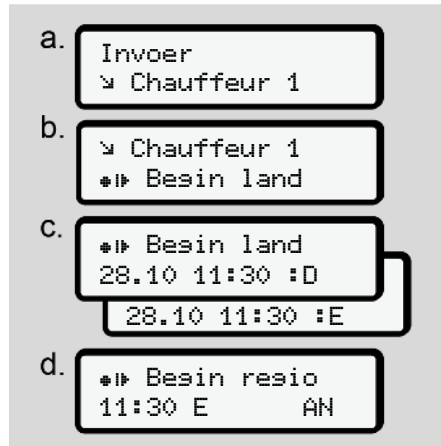 a.
Invoer
↘ Chauffeur 1
b.
↘ Chauffeur 1
Begin land
c.
Begin land
28.10 11:30 :D
28.10 11:30 :E
d.
Begin regio
11:30 E AN